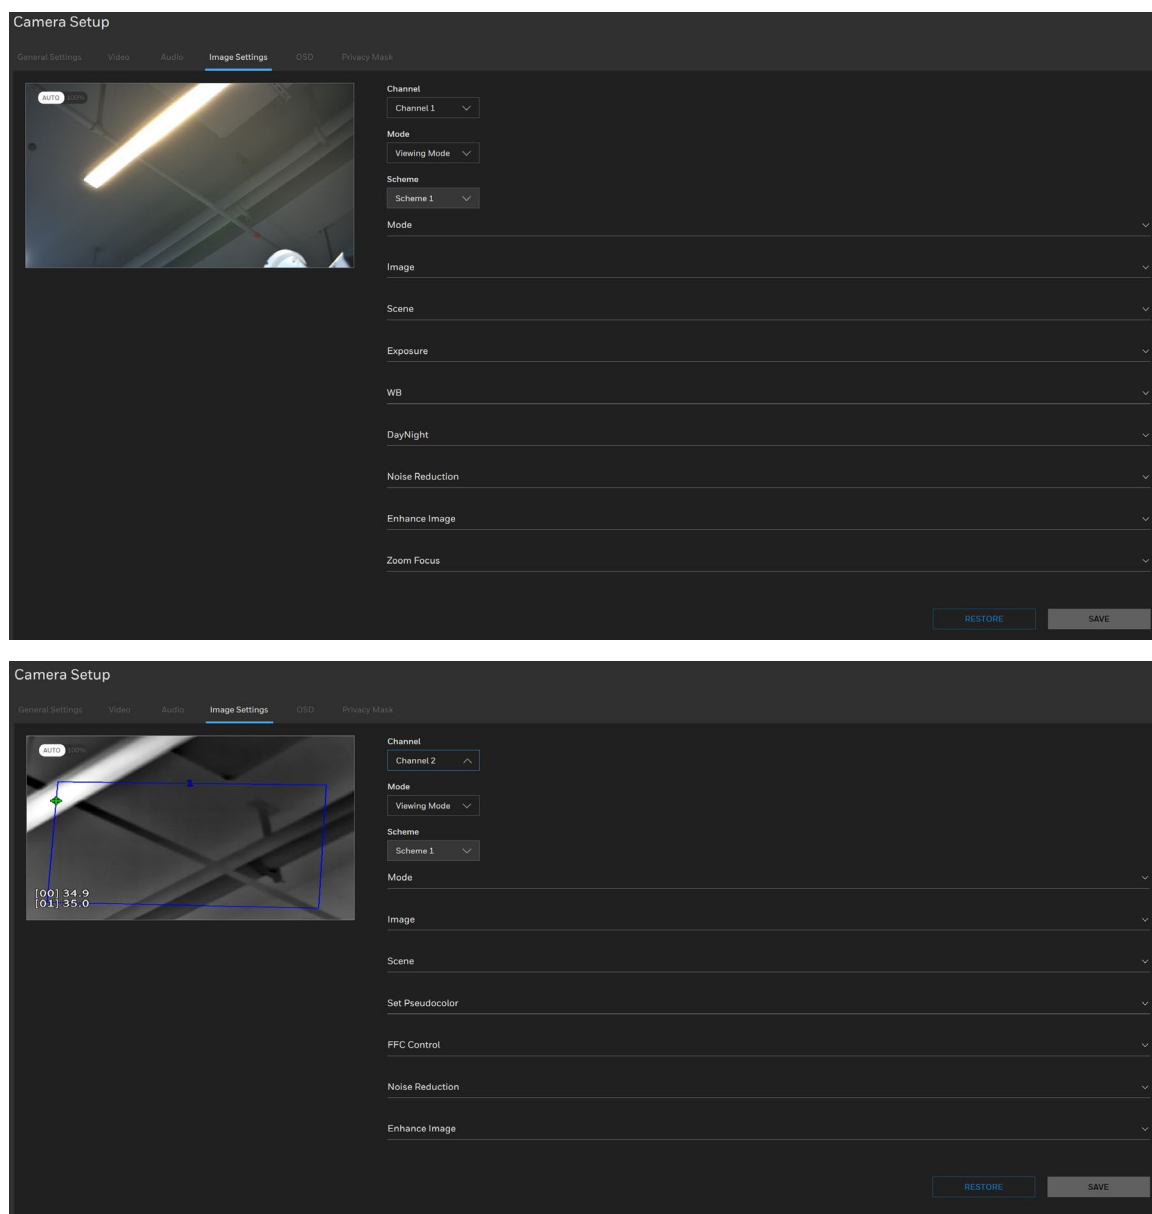 Camera Setup
General Settings Video Audio Image Settings OSD Privacy Mask
AUTO 100%
Channel
Channel 1
Mode
Viewing Mode
Scheme
Scheme 1
Mode
Image
Scene
Exposure
WB
DayNight
Noise Reduction
Enhance Image
Zoom Focus
RESTORE SAVE
Camera Setup
General Settings Video Audio Image Settings OSD Privacy Mask
AUTO 100%
[00] 34.9
[01] 35.0
Channel
Channel 2
Mode
Viewing Mode
Scheme
Scheme 1
Mode
Image
Scene
Set Pseudocolor
FFC Control
Noise Reduction
Enhance Image
RESTORE SAVE